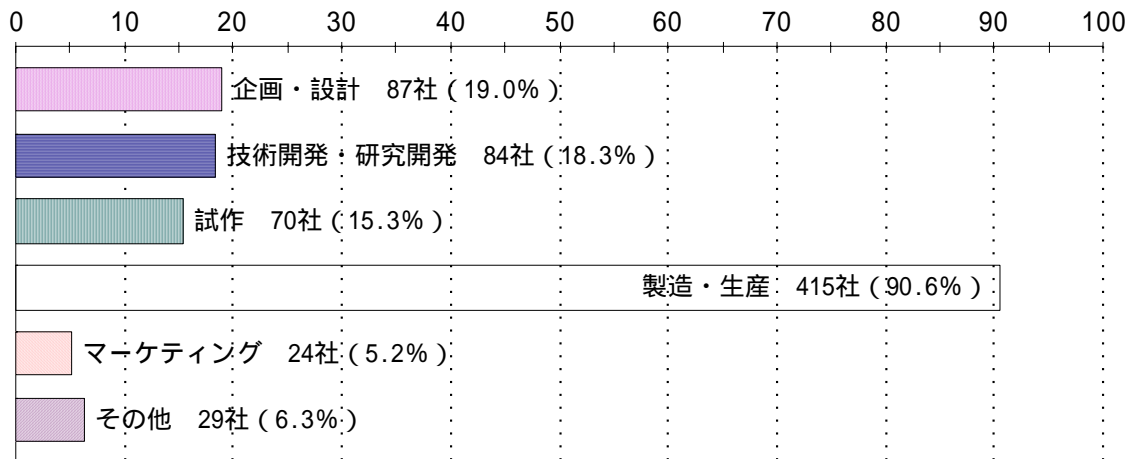 0 10 20 30 40 50 60 70 80 90 100
企画・設計　87社（19.0%）
技術開発・研究開発　84社（18.3%）
試作　70社（15.3%）
製造・生産　415社（90.6%）
マーケティング　24社（5.2%）
その他　29社（6.3%）